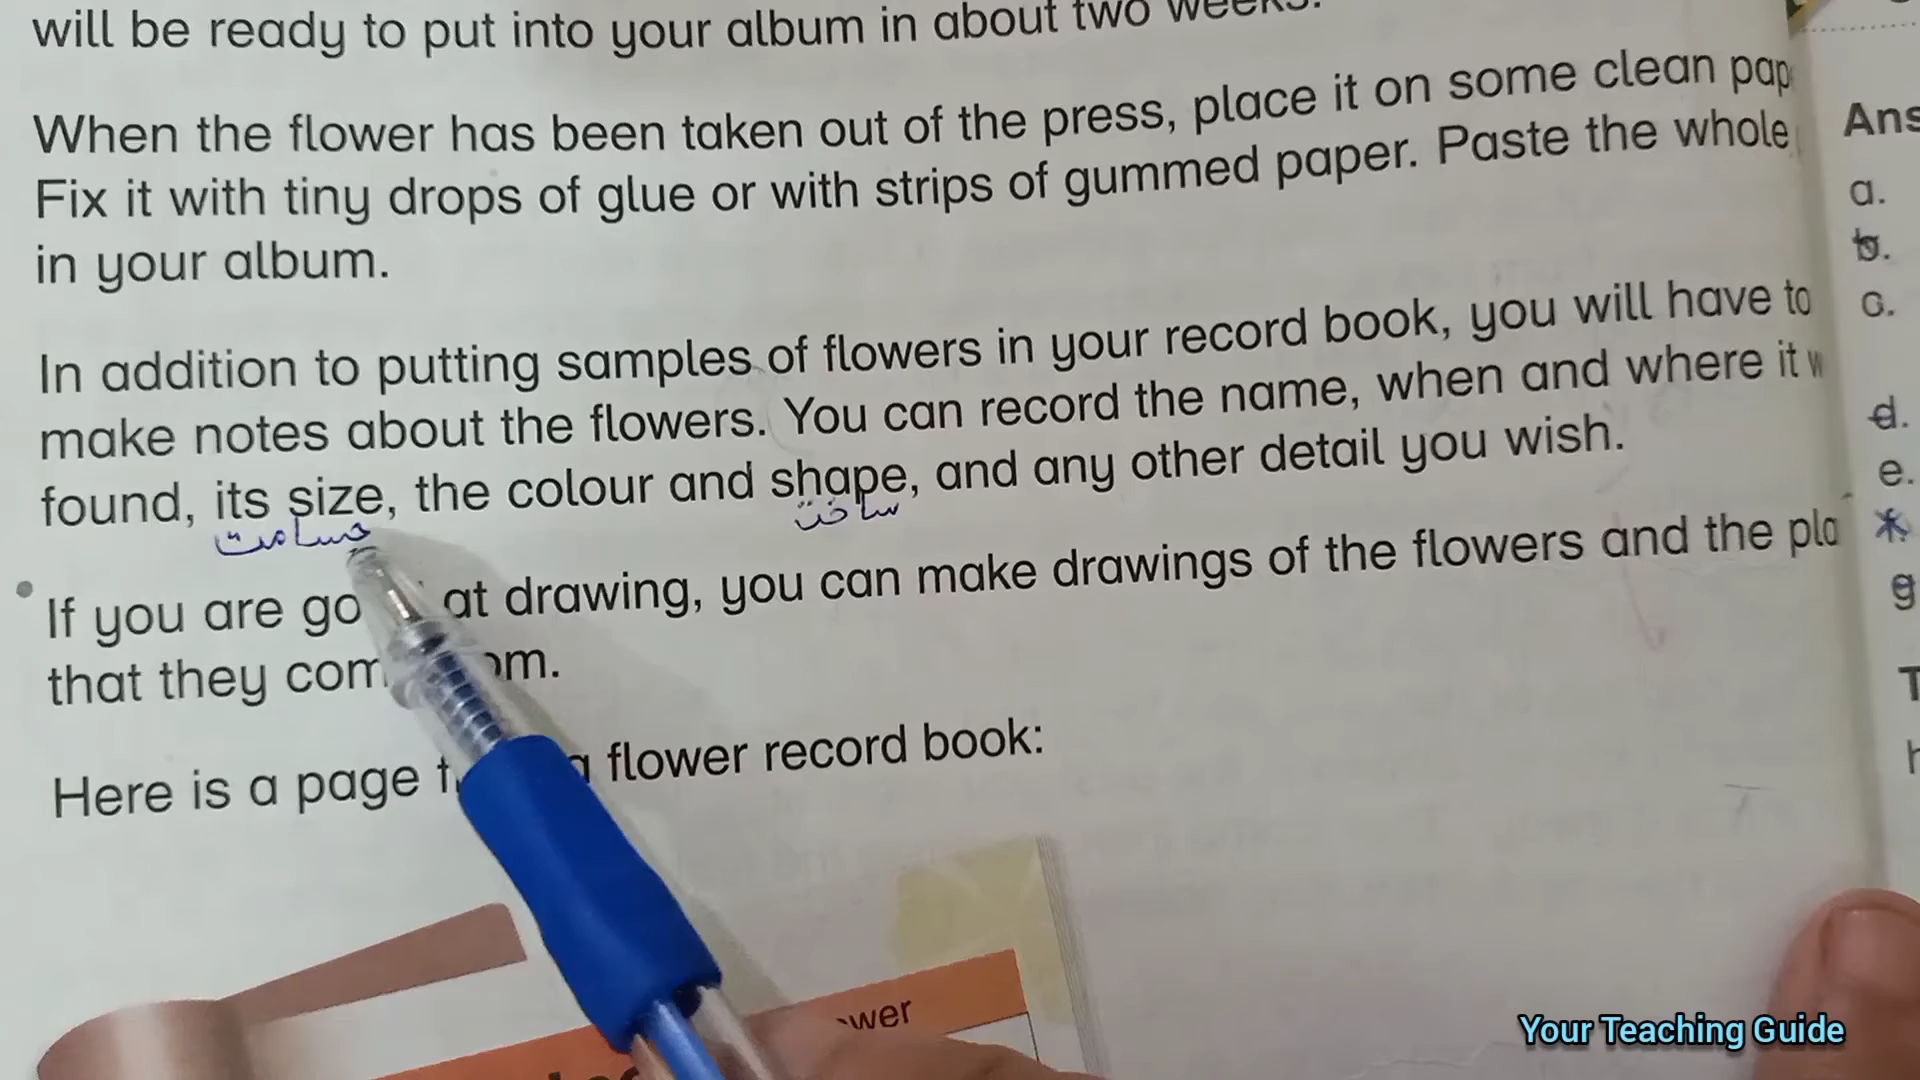 will be ready to put into your album in about two weeks.
When the flower has been taken out of the press, place it on some clean pap
Fix it with tiny drops of glue or with strips of gummed paper. Paste the whole
in your album.
In addition to putting samples of flowers in your record book, you will have to
make notes about the flowers. You can record the name, when and where it w
found, its size, the colour and shape, and any other detail you wish.
جسامت ساخت
If you are go at drawing, you can make drawings of the flowers and the pla
that they com om.
Here is a page flower record book:
wer
Ans
a.
b.
c.
d.
e.
f.
g
T
h
Your Teaching Guide